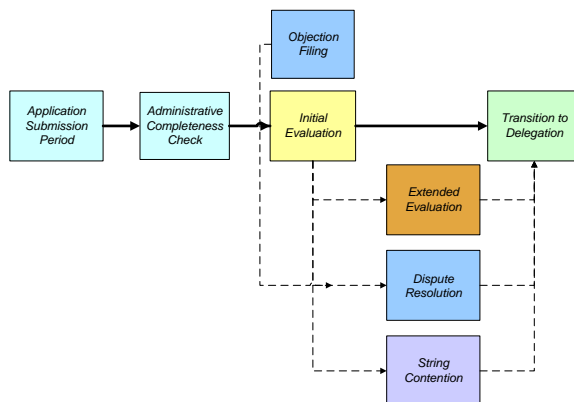 Objection
Filing
Application
Submission
Period
Administrative
Completeness
Check
Initial
Evaluation
Transition to
Delegation
Extended
Evaluation
Dispute
Resolution
String
Contention